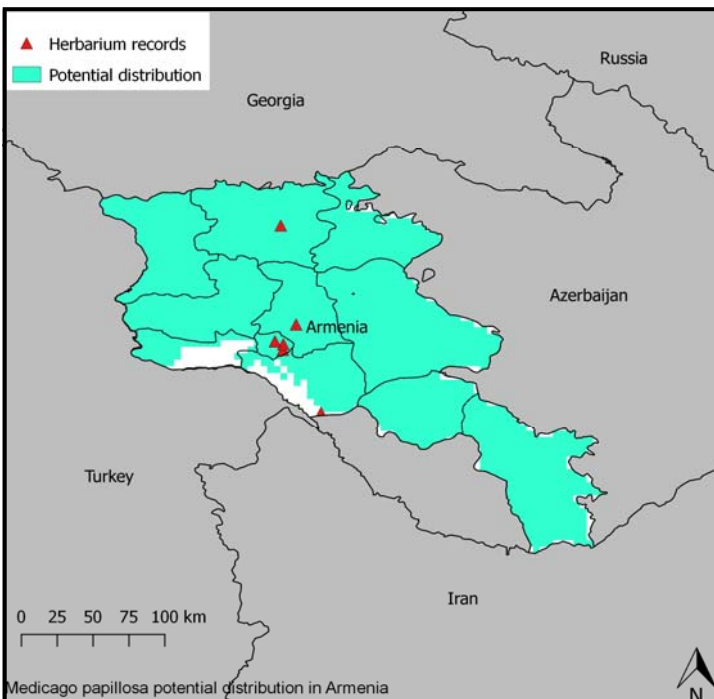 Herbarium records
Potential distribution
Russia
Georgia
Azerbaijan
Armenia
Turkey
Iran
0 25 50 75 100 km
N
Medicago papillosa potential distribution in Armenia